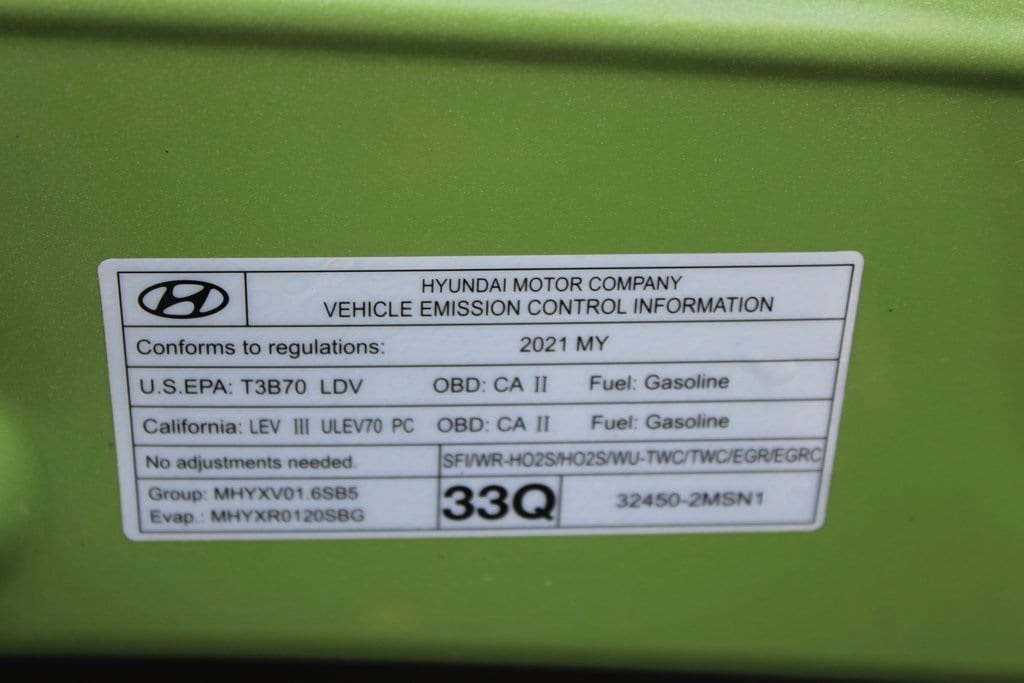 HYUNDAI MOTOR COMPANY
VEHICLE EMISSION CONTROL INFORMATION
Conforms to regulations: 2021 MY
U.S.EPA: T3B70 LDV OBD: CA II Fuel: Gasoline
California: LEV III ULEV70 PC OBD: CA II Fuel: Gasoline
No adjustments needed. SFI/WR-HO2S/HO2S/WU-TWC/TWC/EGR/EGRC
Group: MHYXV01.6SB5
Evap.: MHYXR0120SBG
33Q 32450-2MSN1